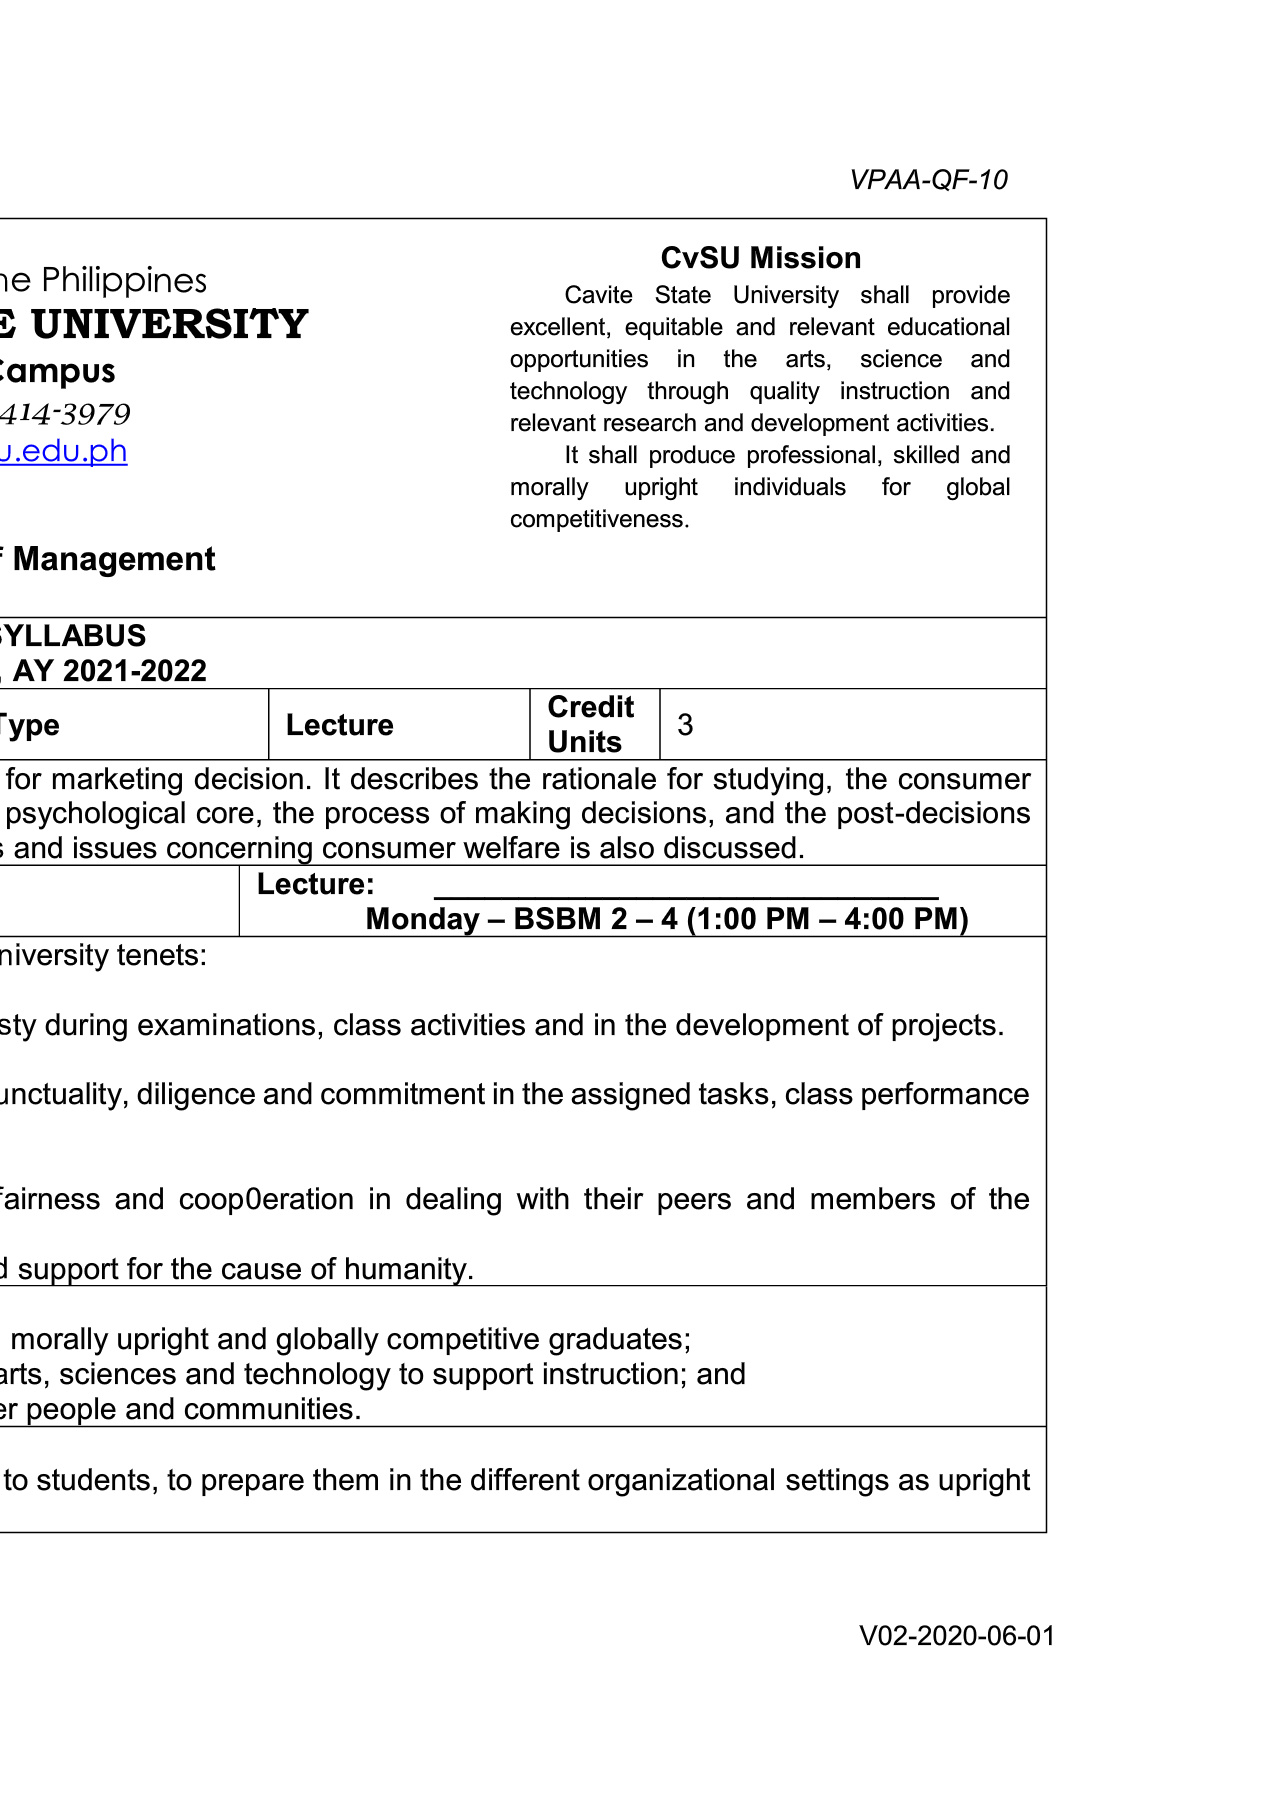 VPAA-QF-10
ne Philippines
E UNIVERSITY
Campus
414-3979
u.edu.ph
f Management
CvSU Mission
Cavite State University shall provide
excellent, equitable and relevant educational
opportunities in the arts, science and
technology through quality instruction and
relevant research and development activities.
It shall produce professional, skilled and
morally upright individuals for global
competitiveness.
SYLLABUS
, AY 2021-2022
Type Lecture Credit
Units 3
for marketing decision. It describes the rationale for studying, the consumer
psychological core, the process of making decisions, and the post-decisions
s and issues concerning consumer welfare is also discussed.
Lecture:
Monday – BSBM 2 – 4 (1:00 PM – 4:00 PM)
niversity tenets:
sty during examinations, class activities and in the development of projects.
unctuality, diligence and commitment in the assigned tasks, class performance
fairness and coop0eration in dealing with their peers and members of the
d support for the cause of humanity.
morally upright and globally competitive graduates;
arts, sciences and technology to support instruction; and
er people and communities.
to students, to prepare them in the different organizational settings as upright
V02-2020-06-01